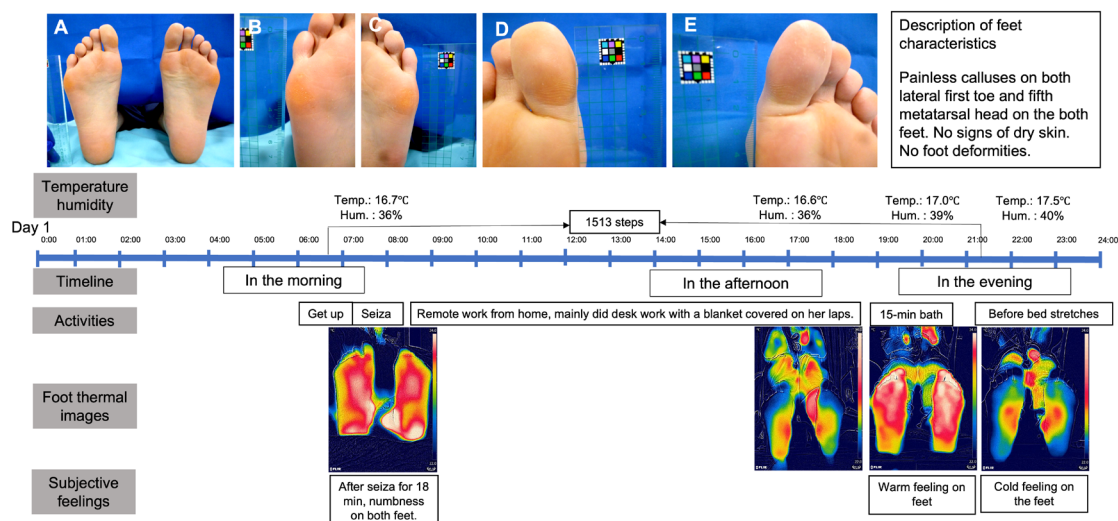 A
B
C
D
E
Description of feet
characteristics
Painless calluses on both
lateral first toe and fifth
metatarsal head on the both
feet. No signs of dry skin.
No foot deformities.
Temperature
humidity
Temp.: 16.7℃
Hum. : 36%
1513 steps
Temp.: 16.6℃
Hum. : 36%
Temp.: 17.0℃
Hum. : 39%
Temp.: 17.5℃
Hum. : 40%
Day 1
0:00 01:00 02:00 03:00 04:00 05:00 06:00 07:00 08:00 09:00 10:00 11:00 12:00 13:00 14:00 15:00 16:00 17:00 18:00 19:00 20:00 21:00 22:00 23:00 24:00
Timeline
In the morning
In the afternoon
In the evening
Activities
Get up
Seiza
Remote work from home, mainly did desk work with a blanket covered on her laps.
15-min bath
Before bed stretches
Foot thermal
images
Subjective
feelings
After seiza for 18
min, numbness
on both feet.
Warm feeling on
feet
Cold feeling on
the feet